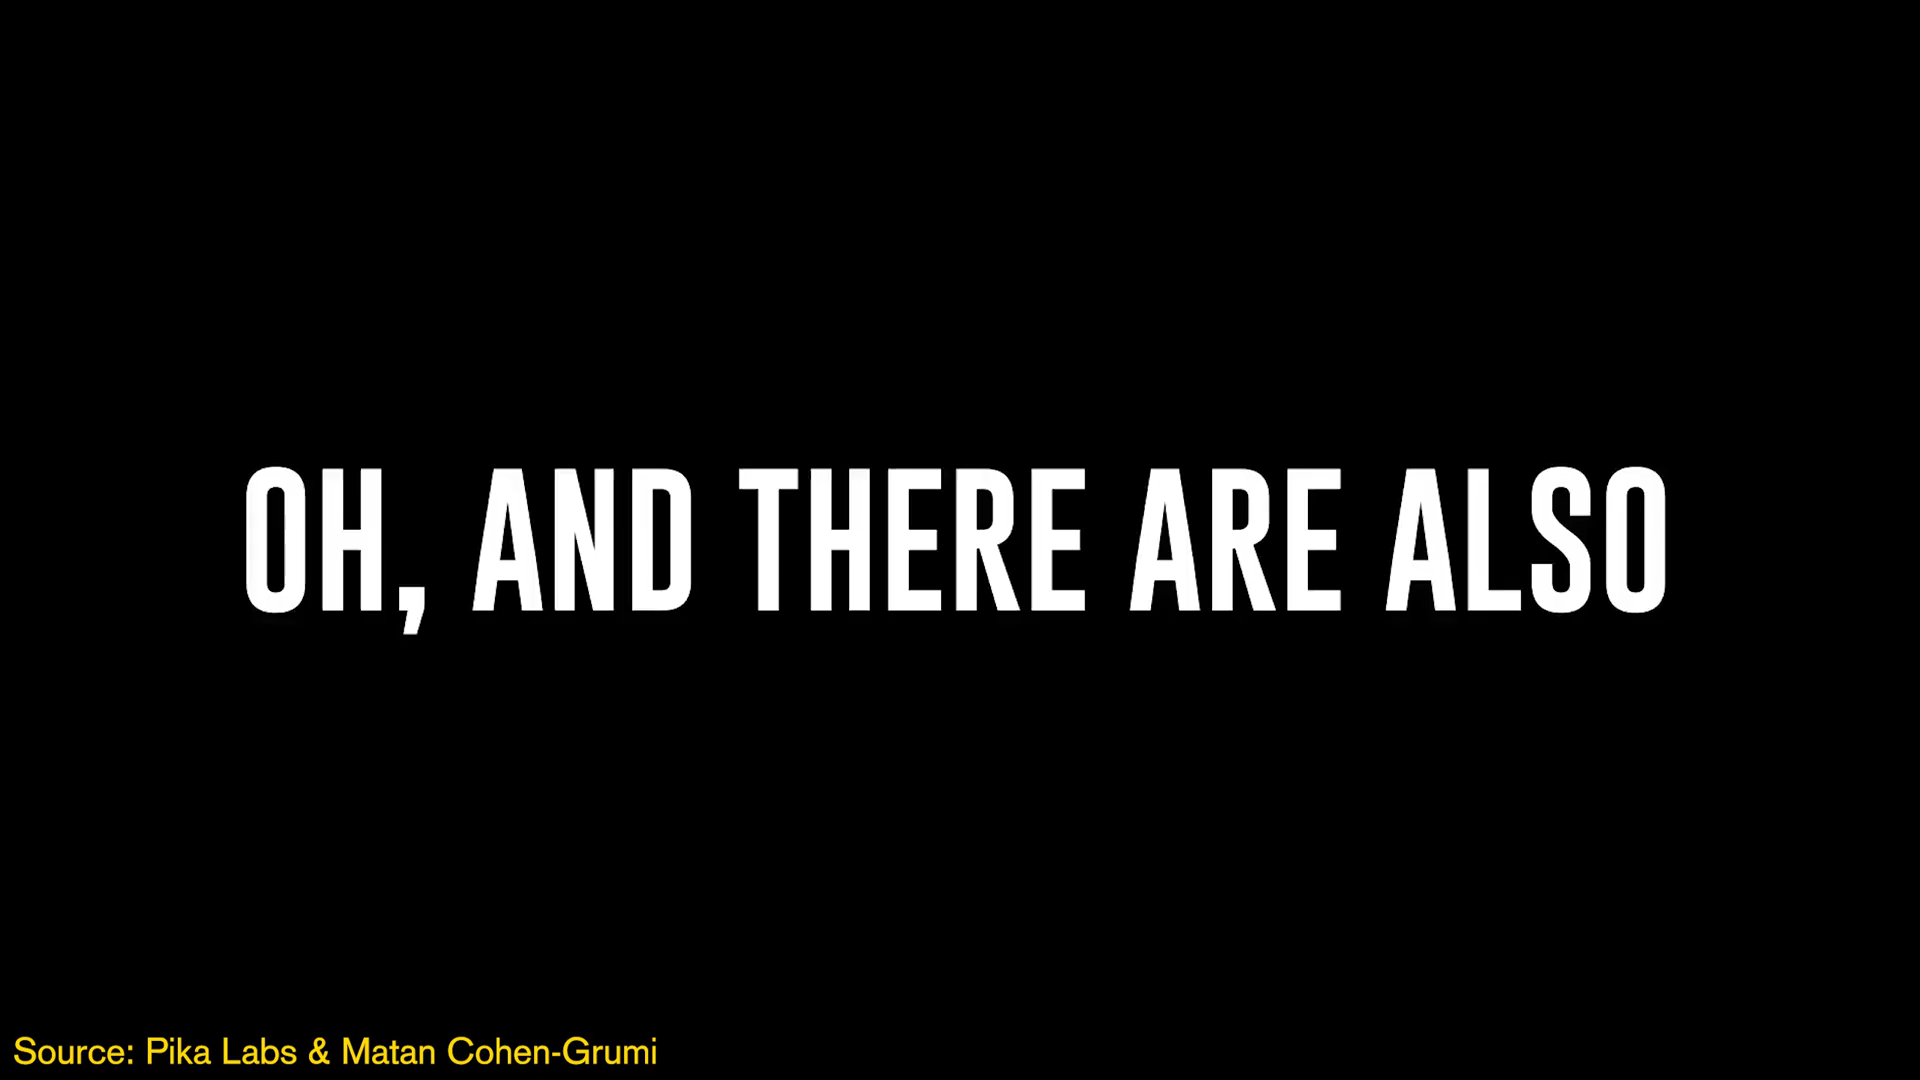 OH, AND THERE ARE ALSO
Source: Pika Labs & Matan Cohen-Grumi